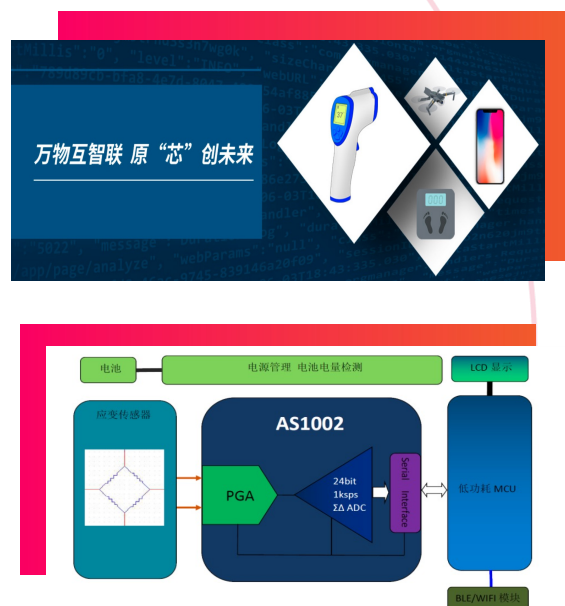 万物互智联 原“芯”创未来
电池
电源管理 电池电量检测
LCD 显示
应变传感器
AS1002
PGA
24bit
1ksps
ΣΔ ADC
Serial Interface
低功耗 MCU
BLE/WIFI 模块